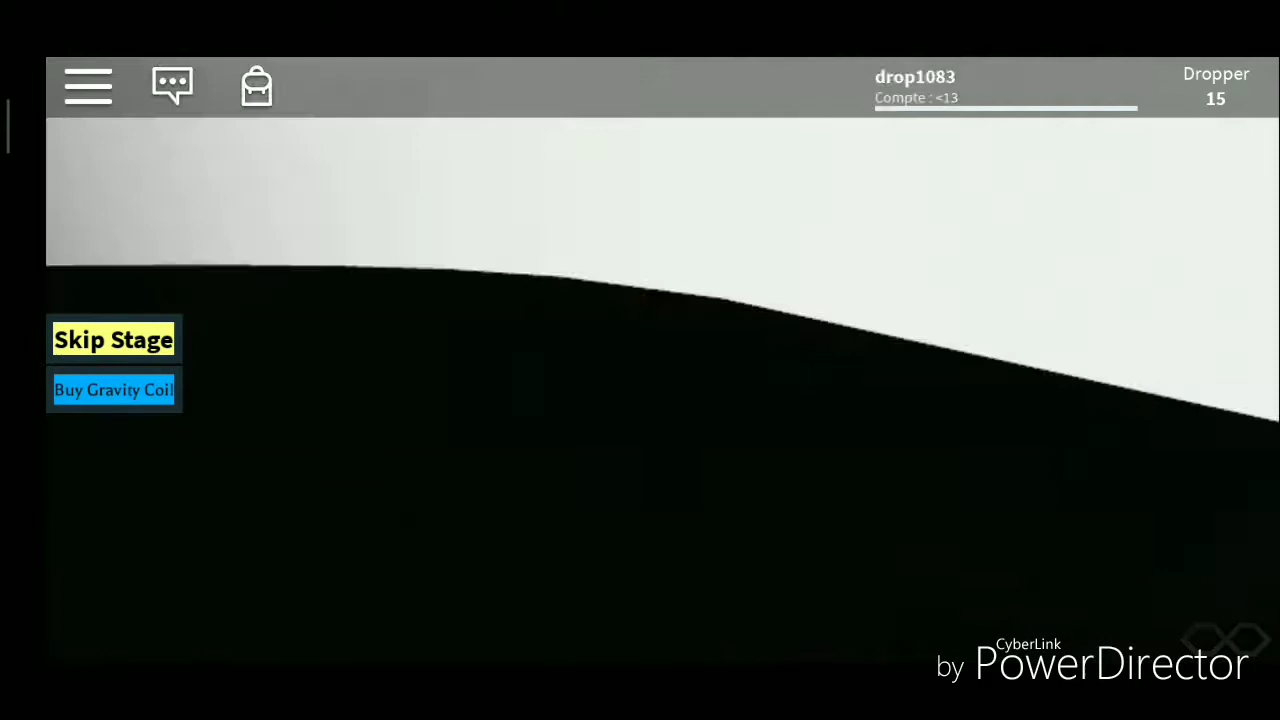 drop1083
Compte : <13
Dropper
15
Skip Stage
Buy Gravity Coil
CyberLink
by PowerDirector